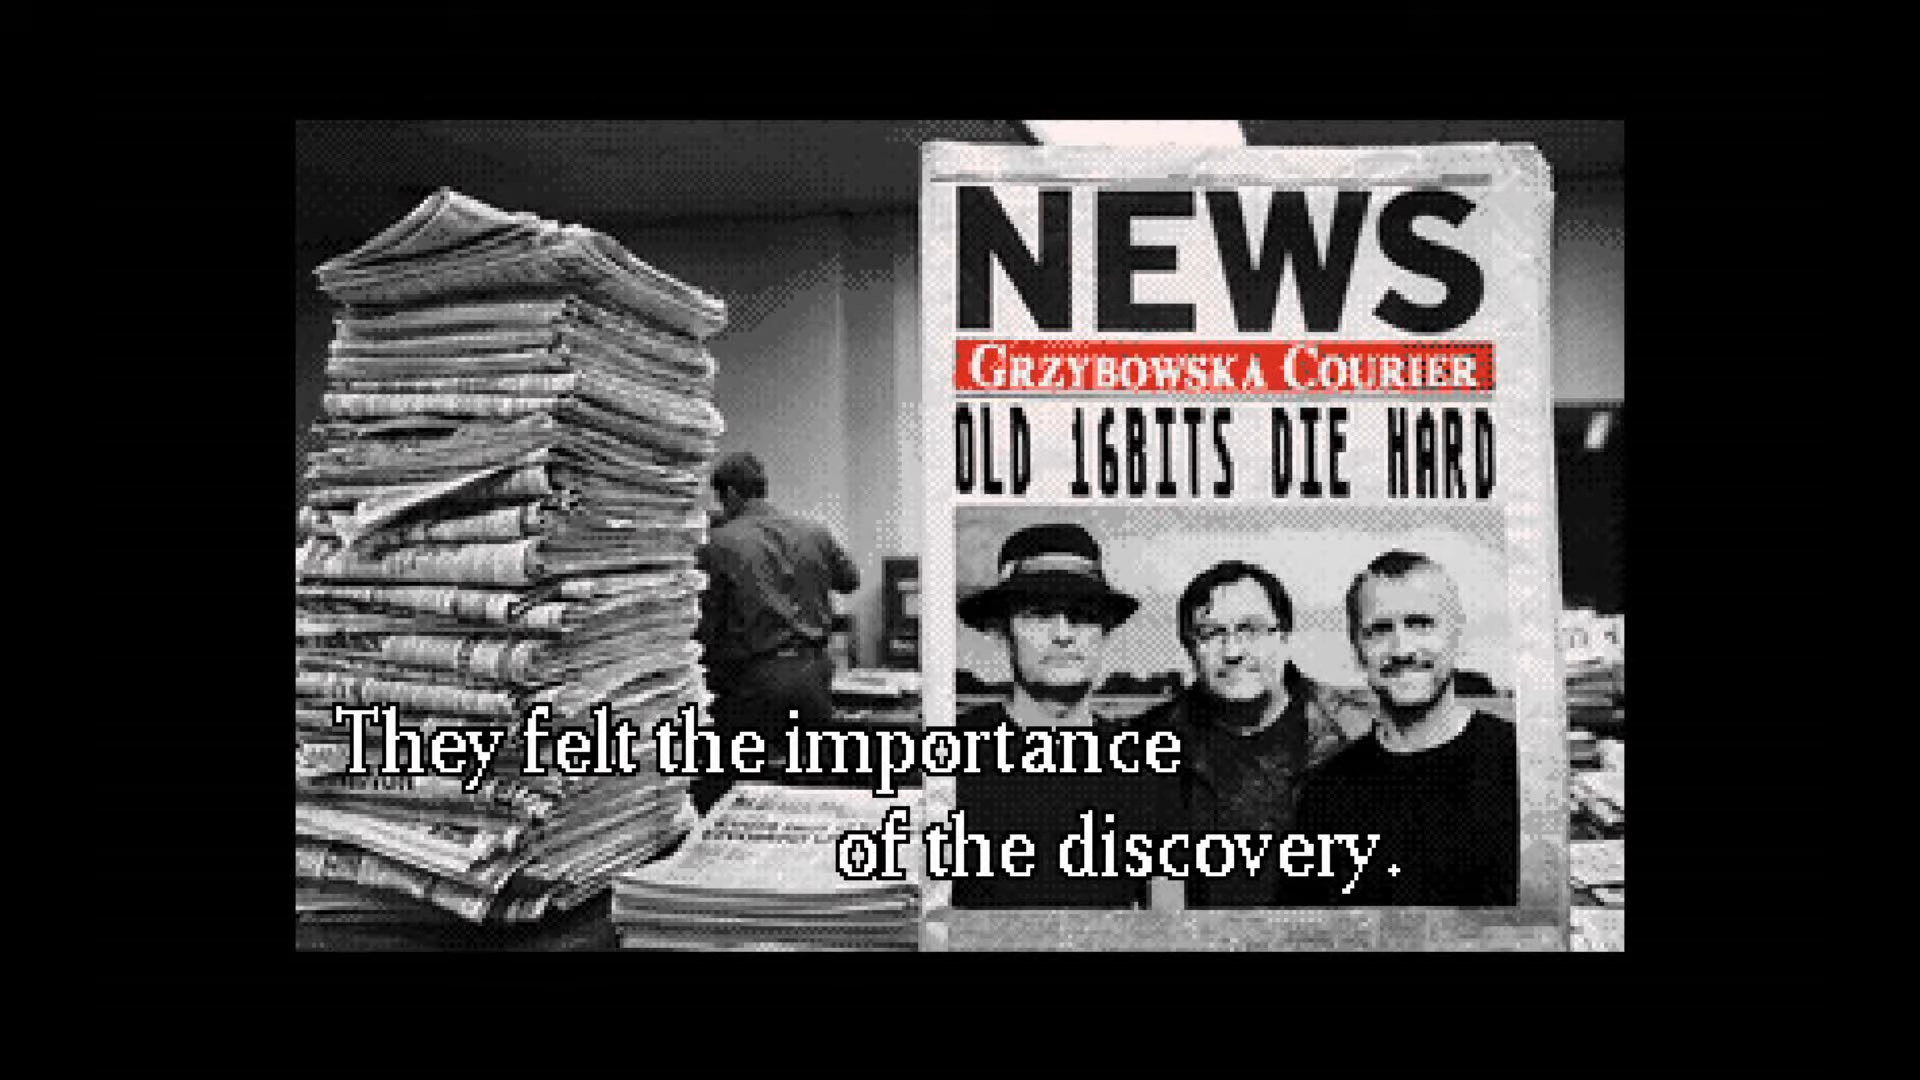 NEWS
GRZYBOWSKA COURIER
OLD 16BITS DIE HARD
They felt the importance
of the discovery.